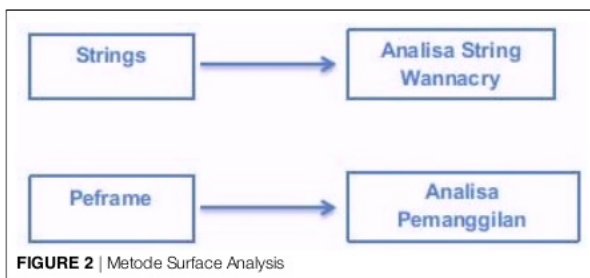 Strings
Analisa String
Wannacry
Peframe
Analisa
Pemanggilan
FIGURE 2 | Metode Surface Analysis